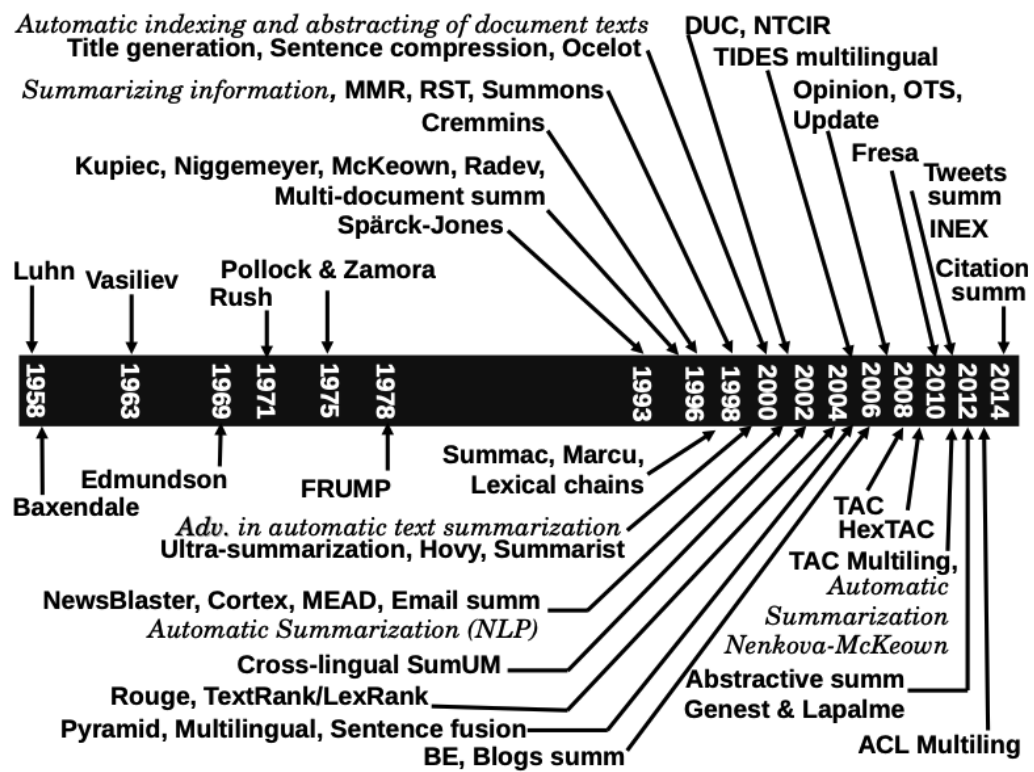 Automatic indexing and abstracting of document texts
Title generation, Sentence compression, Ocelot
Summarizing information, MMR, RST, Summons
Cremmins
Kupiec, Niggemeyer, McKeown, Radev,
Multi-document summ
Spärck-Jones
DUC, NTCIR
TIDES multilingual
Opinion, OTS,
Update
Fresa
Tweets
summ
INEX
Citation
summ
Luhn
Vasiliev
Pollock & Zamora
Rush
1958
1963
1969
1971
1975
1978
1993
1996
1998
2000
2002
2004
2006
2008
2010
2012
2014
Baxendale
Edmundson
FRUMP
Summac, Marcu,
Lexical chains
Adv. in automatic text summarization
Ultra-summarization, Hovy, Summarist
NewsBlaster, Cortex, MEAD, Email summ
Automatic Summarization (NLP)
Cross-lingual SumUM
Rouge, TextRank/LexRank
Pyramid, Multilingual, Sentence fusion
BE, Blogs summ
TAC
HexTAC
TAC Multiling,
Automatic
Summarization
Nenkova-McKeown
Abstractive summ
Genest & Lapalme
ACL Multiling